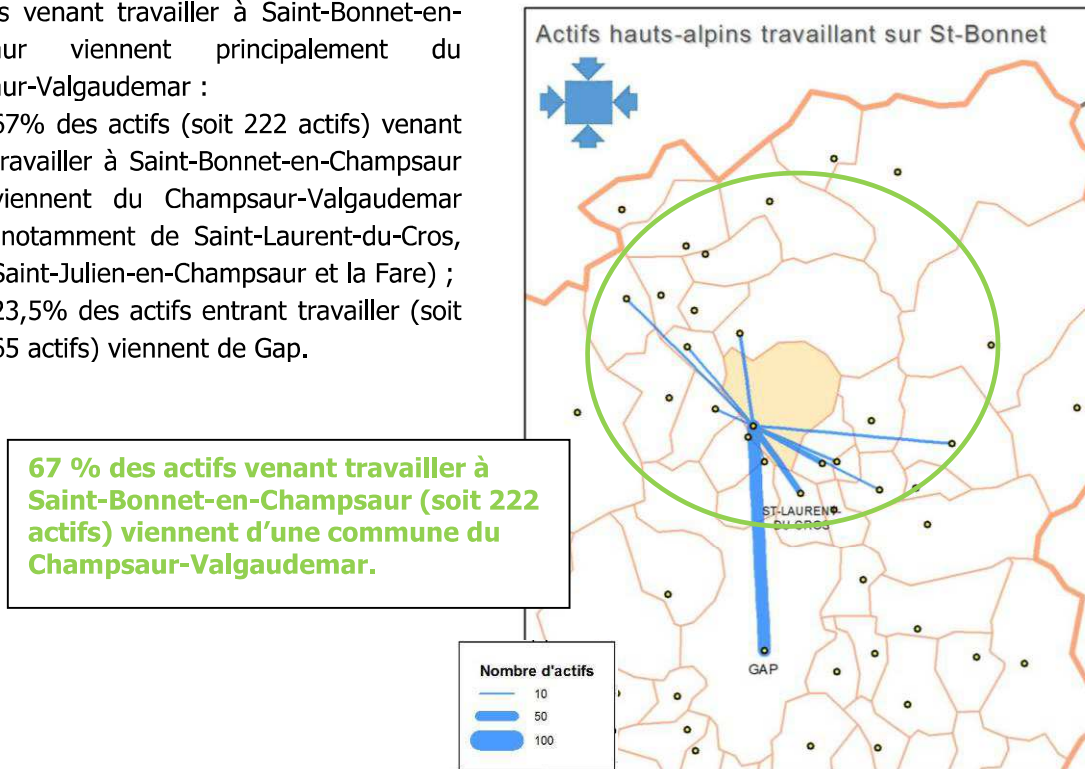 s venant travailler à Saint-Bonnet-en-
ur viennent principalement du
ur-Valgaudemar :
67% des actifs (soit 222 actifs) venant
ravailler à Saint-Bonnet-en-Champsaur
viennent du Champsaur-Valgaudemar
notamment de Saint-Laurent-du-Cros,
Saint-Julien-en-Champsaur et la Fare) ;
23,5% des actifs entrant travailler (soit
65 actifs) viennent de Gap.
67 % des actifs venant travailler à
Saint-Bonnet-en-Champsaur (soit 222
actifs) viennent d'une commune du
Champsaur-Valgaudemar.
Actifs hauts-alpins travaillant sur St-Bonnet
ST-LAURENT-
DU-CROS
GAP
Nombre d'actifs
10
50
100